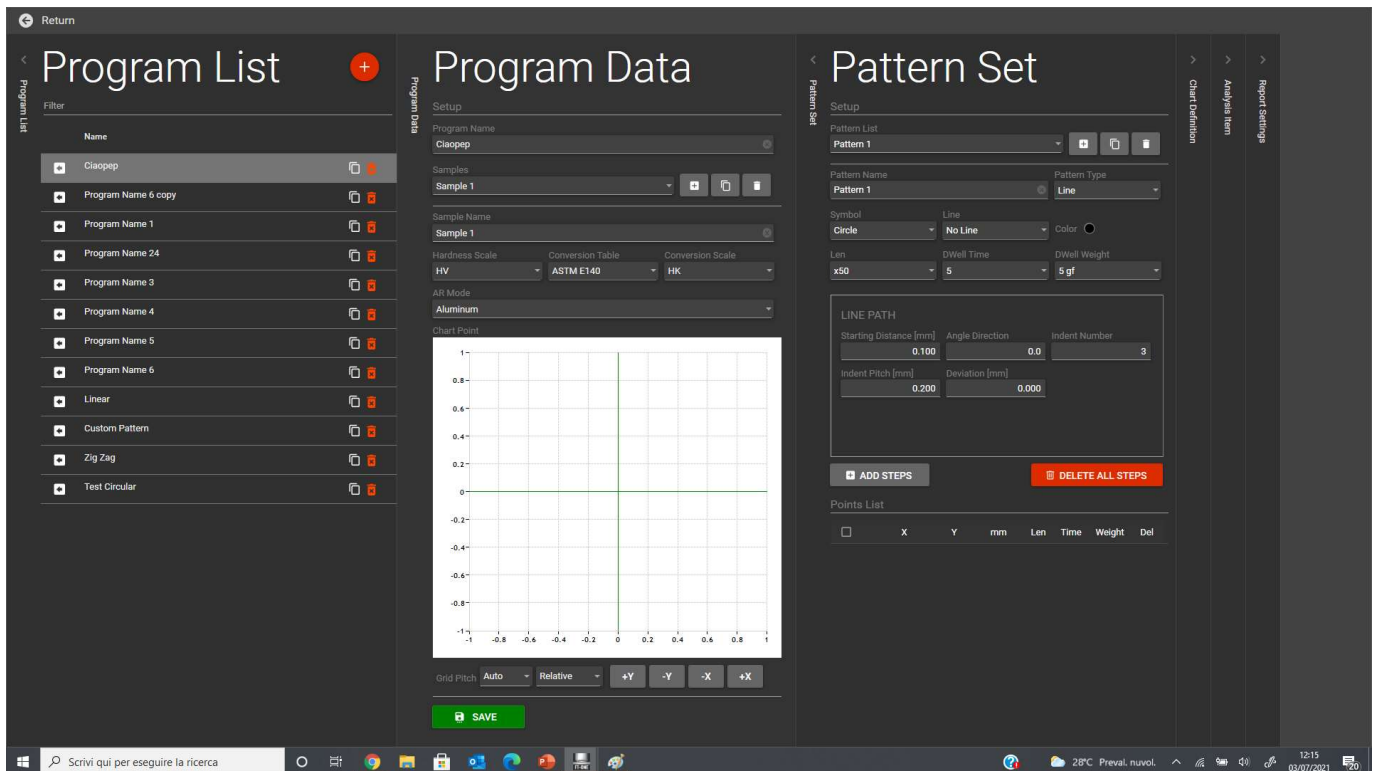 Return
Program List
Program List
+
Filter
Name
Ciaopep
Program Name 6 copy
Program Name 1
Program Name 24
Program Name 3
Program Name 4
Program Name 5
Program Name 6
Linear
Custom Pattern
Zig Zag
Test Circular
Program Data
Program Data
Setup
Program Name
Ciaopep
Samples
Sample 1
Sample Name
Sample 1
Hardness Scale Conversion Table Conversion Scale
HV ASTM E140 HK
AR Mode
Aluminum
Chart Point
1
0.8
0.6
0.4
0.2
0
-0.2
-0.4
-0.6
-0.8
-1
-1 -0.8 -0.6 -0.4 -0.2 0 0.2 0.4 0.6 0.8 1
Grid Pitch Auto Relative +Y -Y -X +X
SAVE
Pattern Set
Pattern Set
Setup
Pattern List
Pattern 1
Pattern Name Pattern Type
Pattern 1 Line
Symbol Line
Circle No Line Color
Len DWell Time DWell Weight
x50 5 5 gf
LINE PATH
Starting Distance [mm] Angle Direction Indent Number
0.100 0.0 3
Indent Pitch [mm] Deviation [mm]
0.200 0.000
ADD STEPS DELETE ALL STEPS
Points List
X Y mm Len Time Weight Del
Chart Definition
Analysis Item
Report Settings
Scrivi qui per eseguire la ricerca
IT-ONE
28°C Preval. nuvol.
12:15
03/07/2021
20